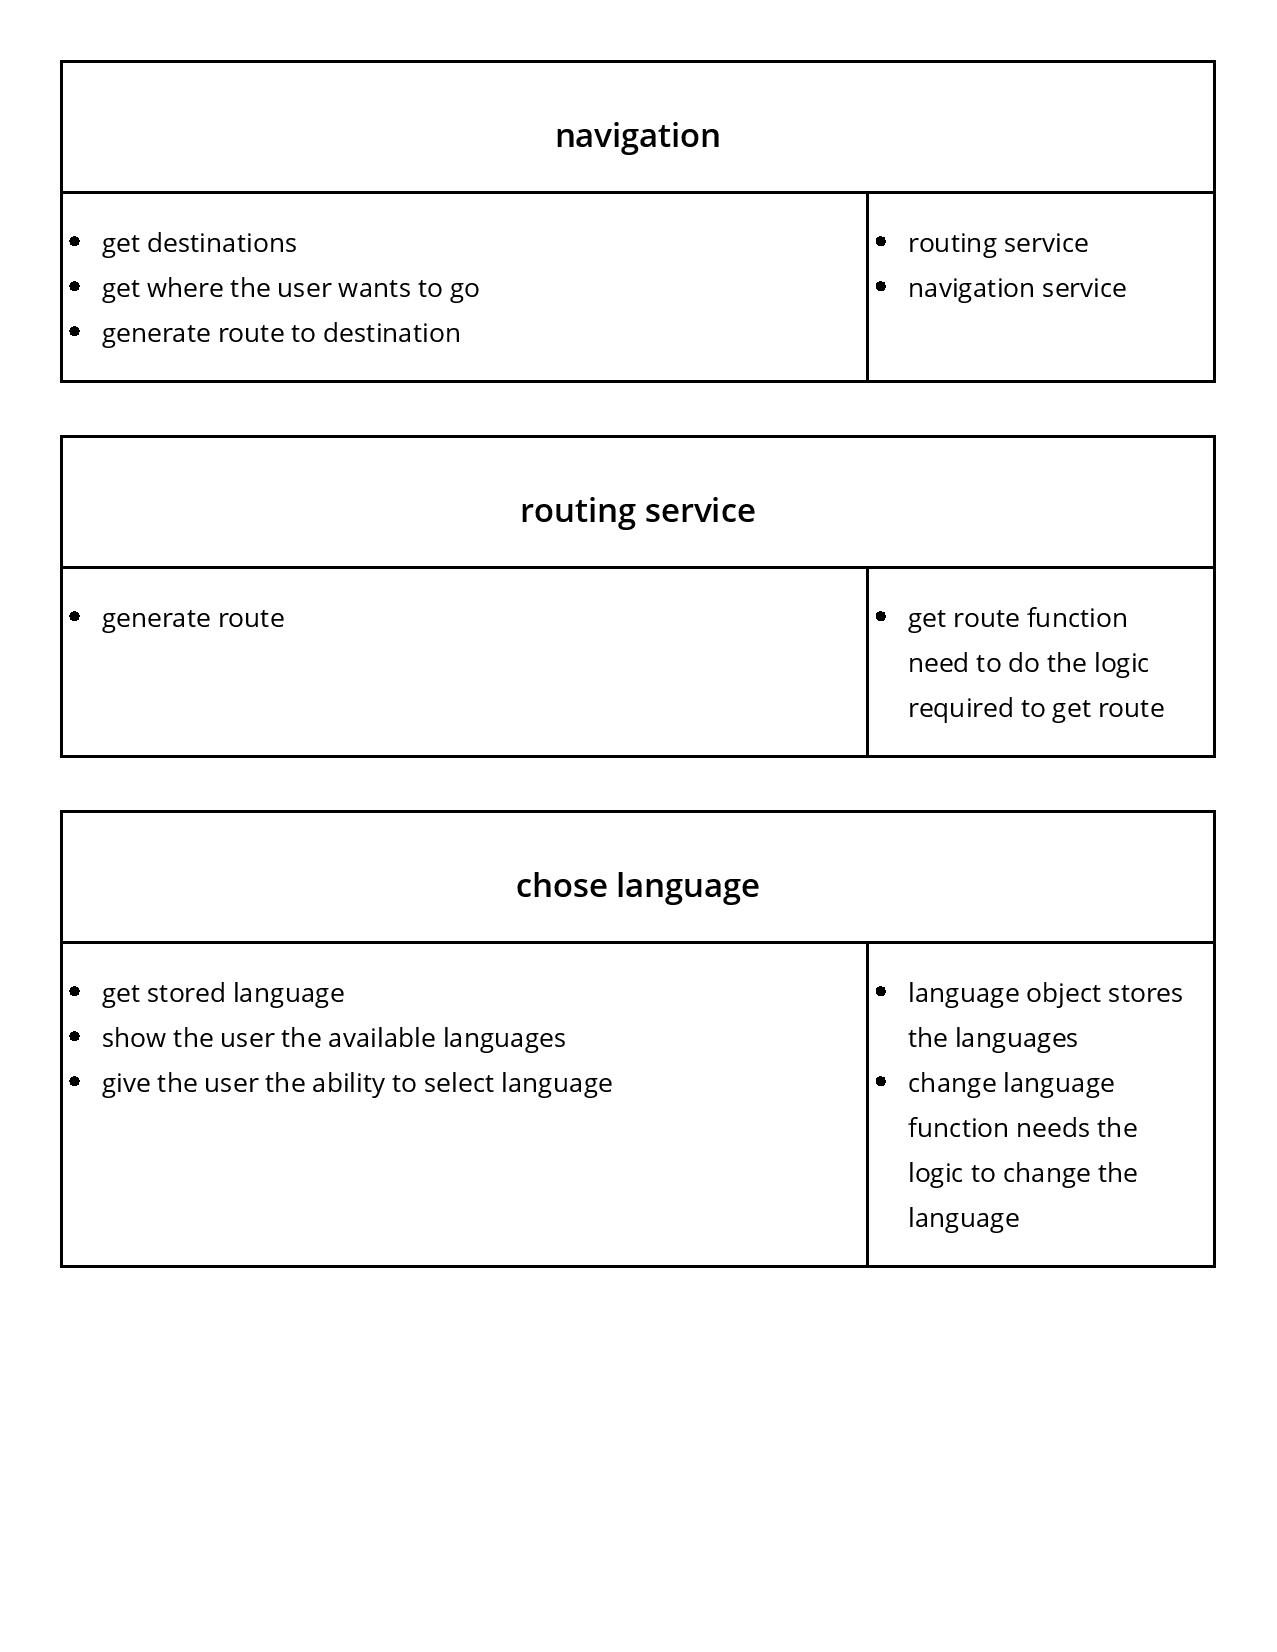 navigation
get destinations
get where the user wants to go
generate route to destination
routing service
navigation service
routing service
generate route
get route function
need to do the logic
required to get route
chose language
get stored language
show the user the available languages
give the user the ability to select language
language object stores
the languages
change language
function needs the
logic to change the
language